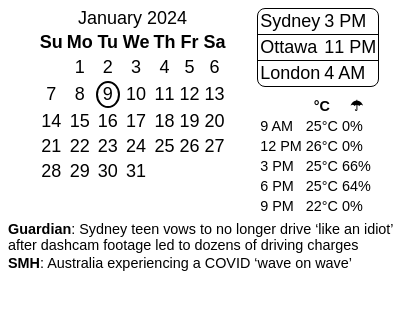 January 2024
Su Mo Tu We Th Fr Sa
1 2 3 4 5 6
7 8 9 10 11 12 13
14 15 16 17 18 19 20
21 22 23 24 25 26 27
28 29 30 31
Sydney 3 PM
Ottawa 11 PM
London 4 AM
°C ☂
9 AM 25°C 0%
12 PM 26°C 0%
3 PM 25°C 66%
6 PM 25°C 64%
9 PM 22°C 0%
Guardian: Sydney teen vows to no longer drive ‘like an idiot’
after dashcam footage led to dozens of driving charges
SMH: Australia experiencing a COVID ‘wave on wave’